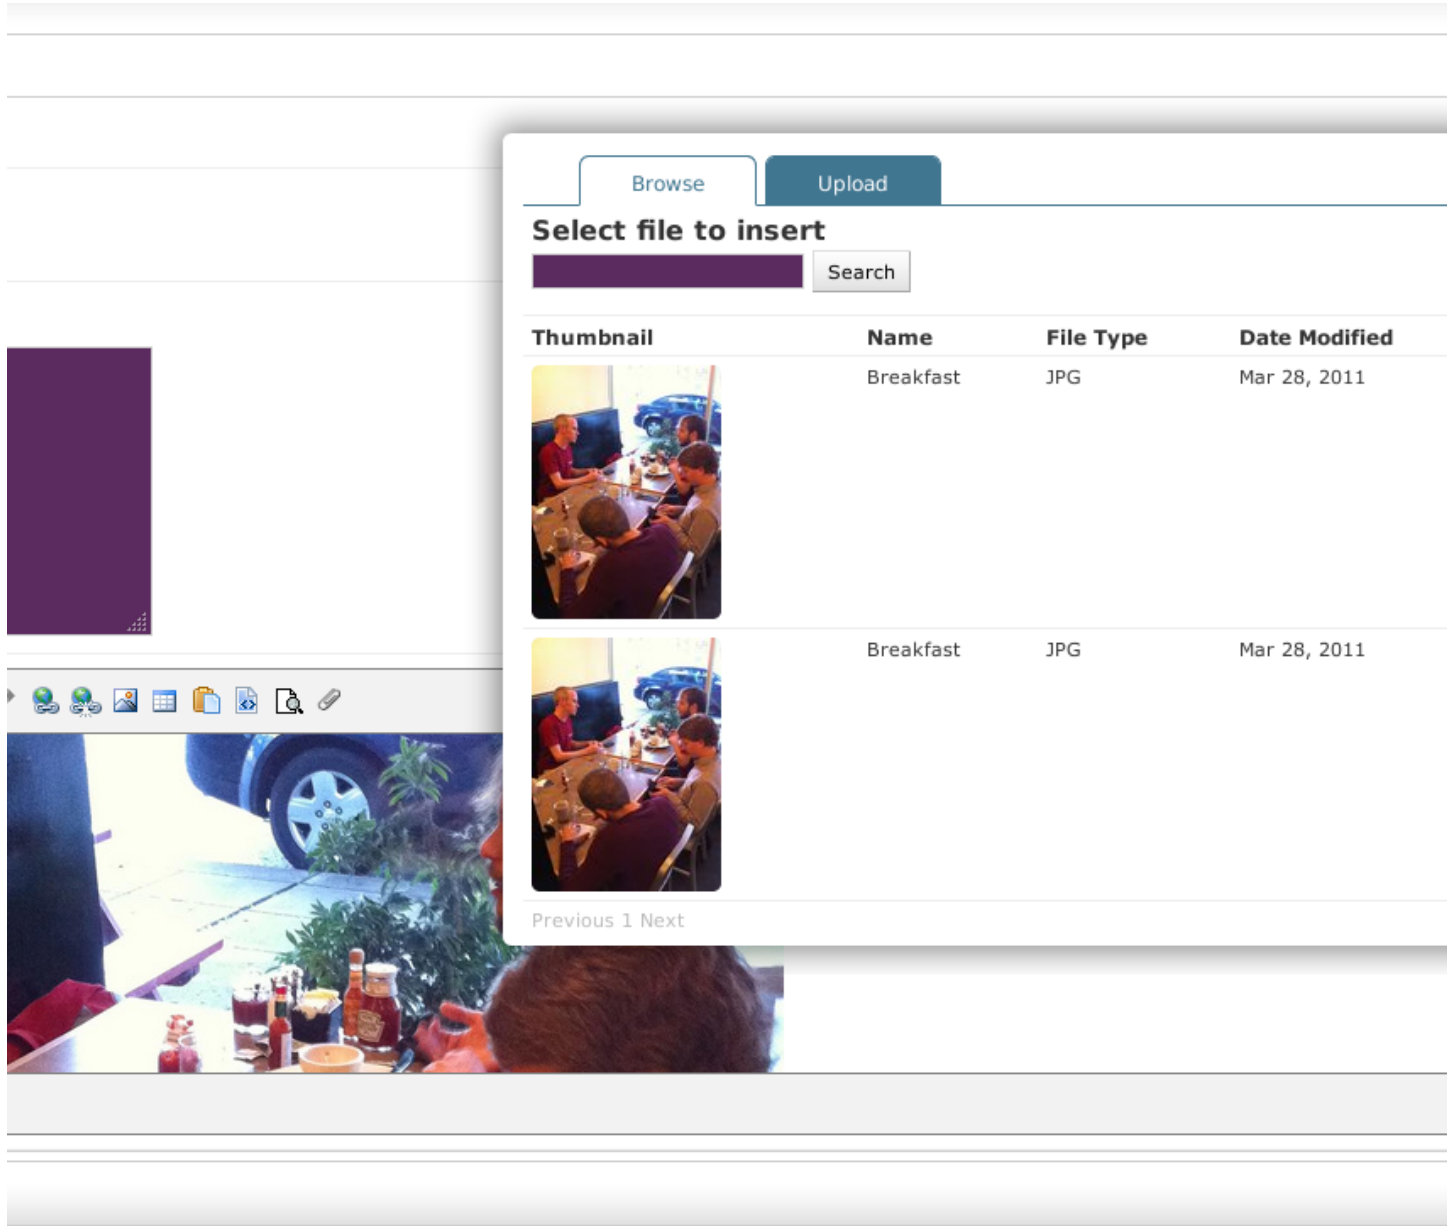 Browse
Upload
Select file to insert
Search
Thumbnail Name File Type Date Modified
Breakfast JPG Mar 28, 2011
Breakfast JPG Mar 28, 2011
Previous 1 Next